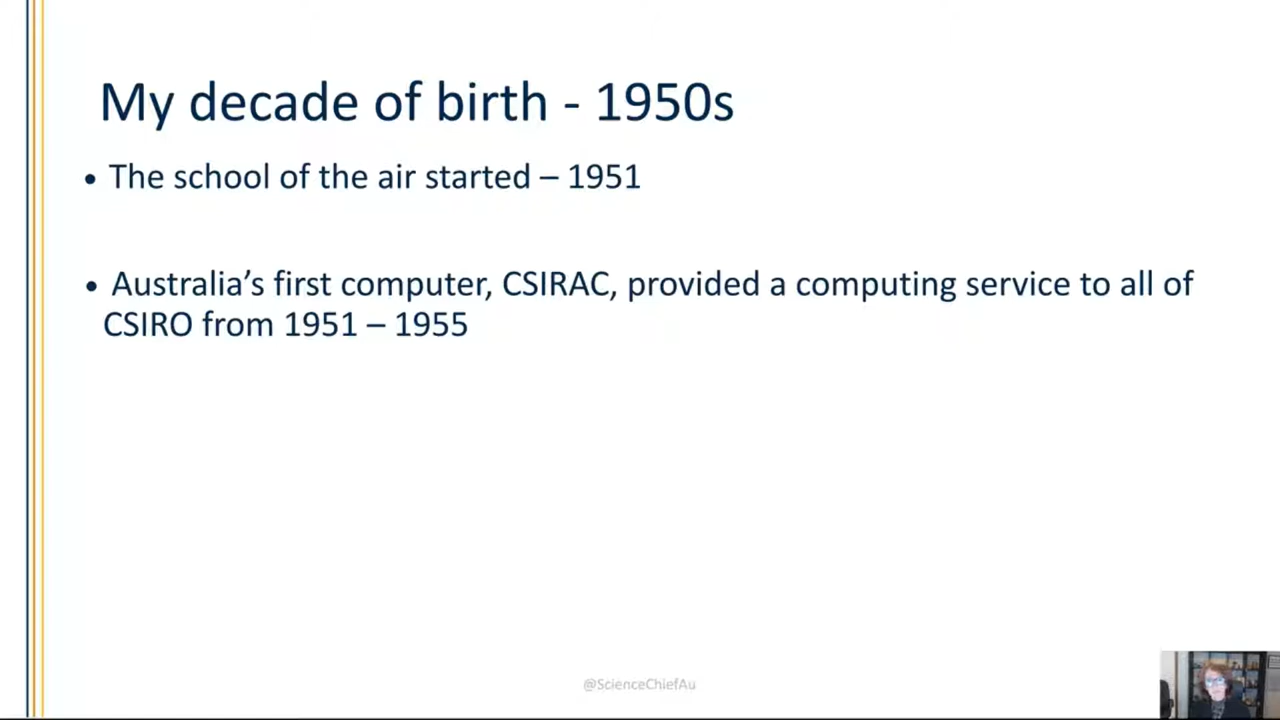 My decade of birth - 1950s
• The school of the air started – 1951
• Australia’s first computer, CSIRAC, provided a computing service to all of
CSIRO from 1951 – 1955
@ScienceChiefAu